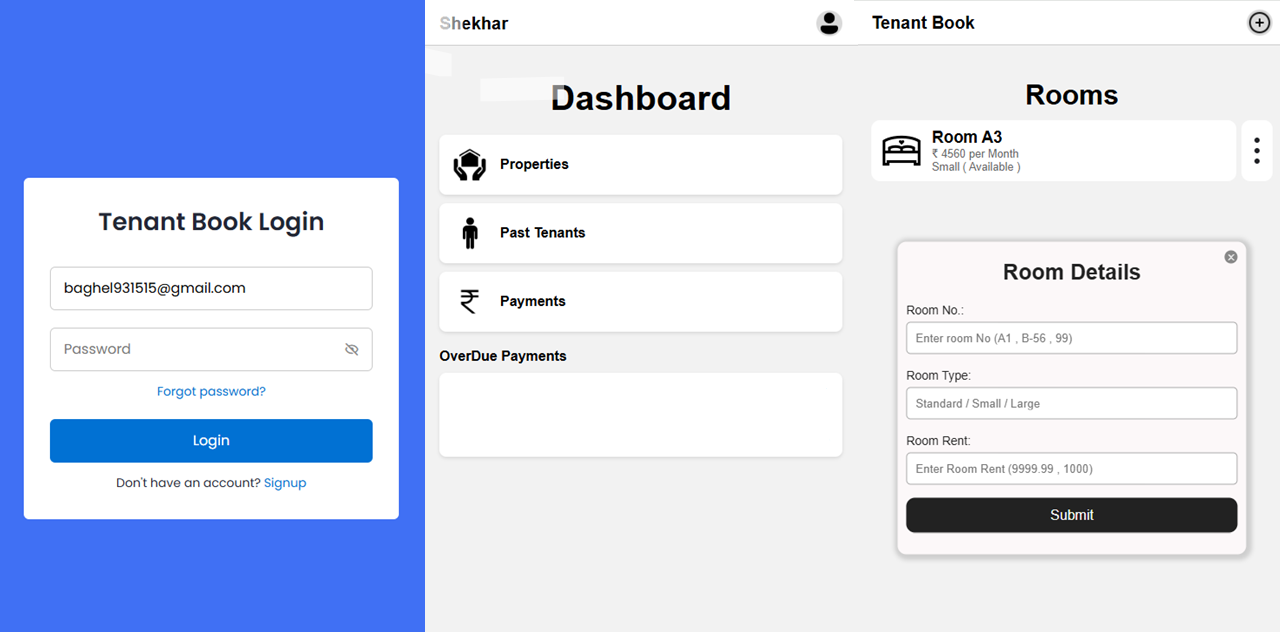 Tenant Book Login
baghel931515@gmail.com
Password
Forgot password?
Login
Don't have an account? Signup
Shekhar
Dashboard
Properties
Past Tenants
Payments
OverDue Payments
Tenant Book
Rooms
Room A3
₹ 4560 per Month
Small ( Available )
Room Details
Room No.:
Enter room No (A1 , B-56 , 99)
Room Type:
Standard / Small / Large
Room Rent:
Enter Room Rent (9999.99 , 1000)
Submit